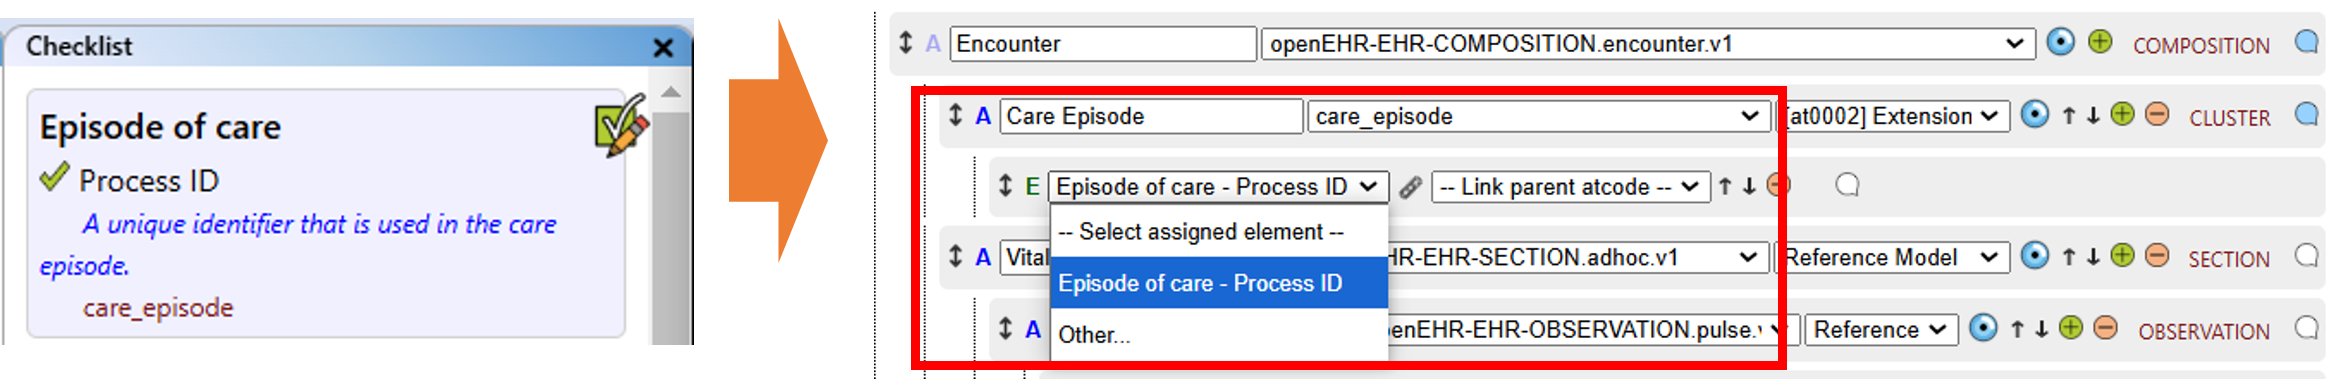 Checklist
Episode of care
Process ID
A unique identifier that is used in the care
episode.
care_episode
A Encounter openEHR-EHR-COMPOSITION.encounter.v1 COMPOSITION
A Care Episode care_episode [at0002] Extension CLUSTER
E Episode of care - Process ID -- Link parent atcode --
-- Select assigned element --
Episode of care - Process ID
Other...
A Vital HR-EHR-SECTION.adhoc.v1 Reference Model SECTION
A enEHR-EHR-OBSERVATION.pulse.v Reference OBSERVATION